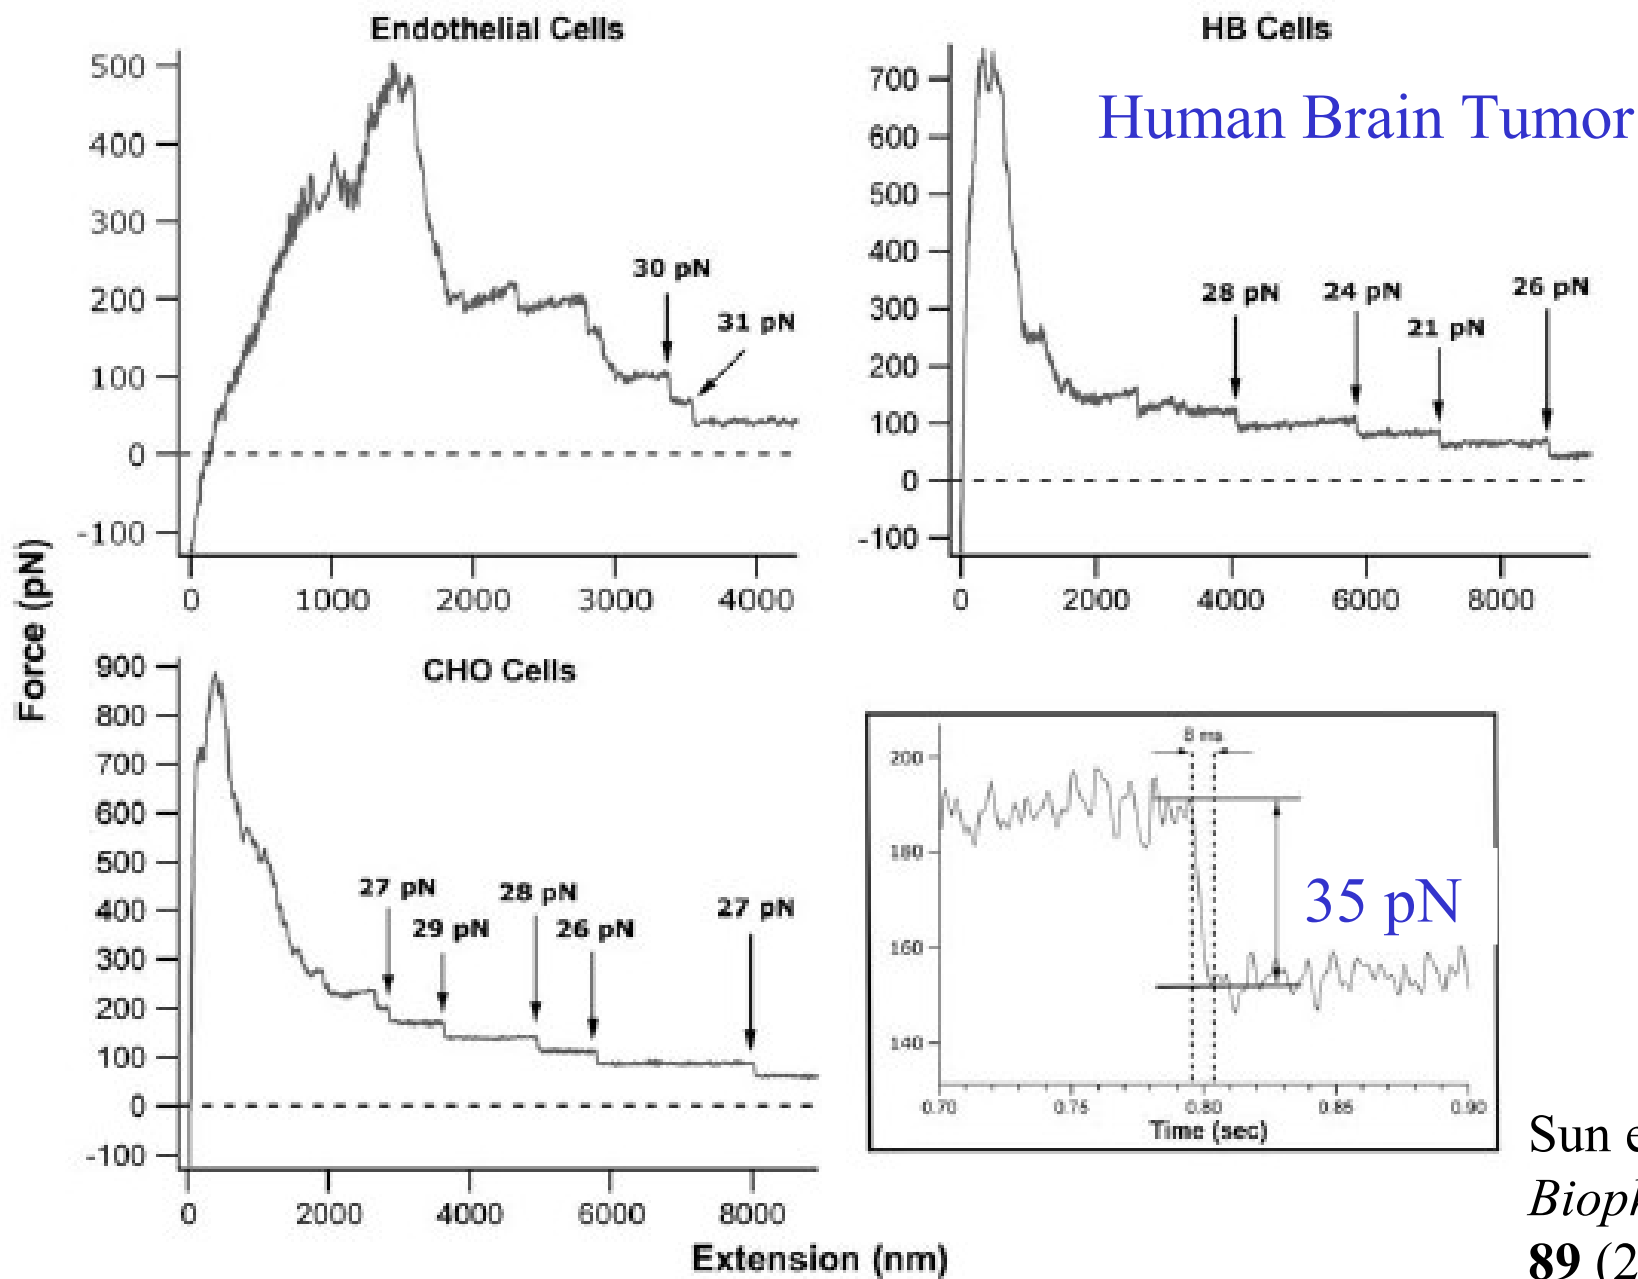 Endothelial Cells
500
400
300
200
100
0
-100
30 pN
31 pN
0 1000 2000 3000 4000
HB Cells
Human Brain Tumor
700
600
500
400
300
200
100
0
-100
28 pN 24 pN 21 pN 26 pN
0 2000 4000 6000 8000
Force (pN)
CHO Cells
900
800
700
600
500
400
300
200
100
0
-100
27 pN 29 pN 28 pN 26 pN 27 pN
0 2000 4000 6000 8000
8 ms
200
180
160
140
35 pN
0.70 0.75 0.80 0.85 0.90
Time (sec)
Extension (nm)
Sun e
Bioph
89 (2